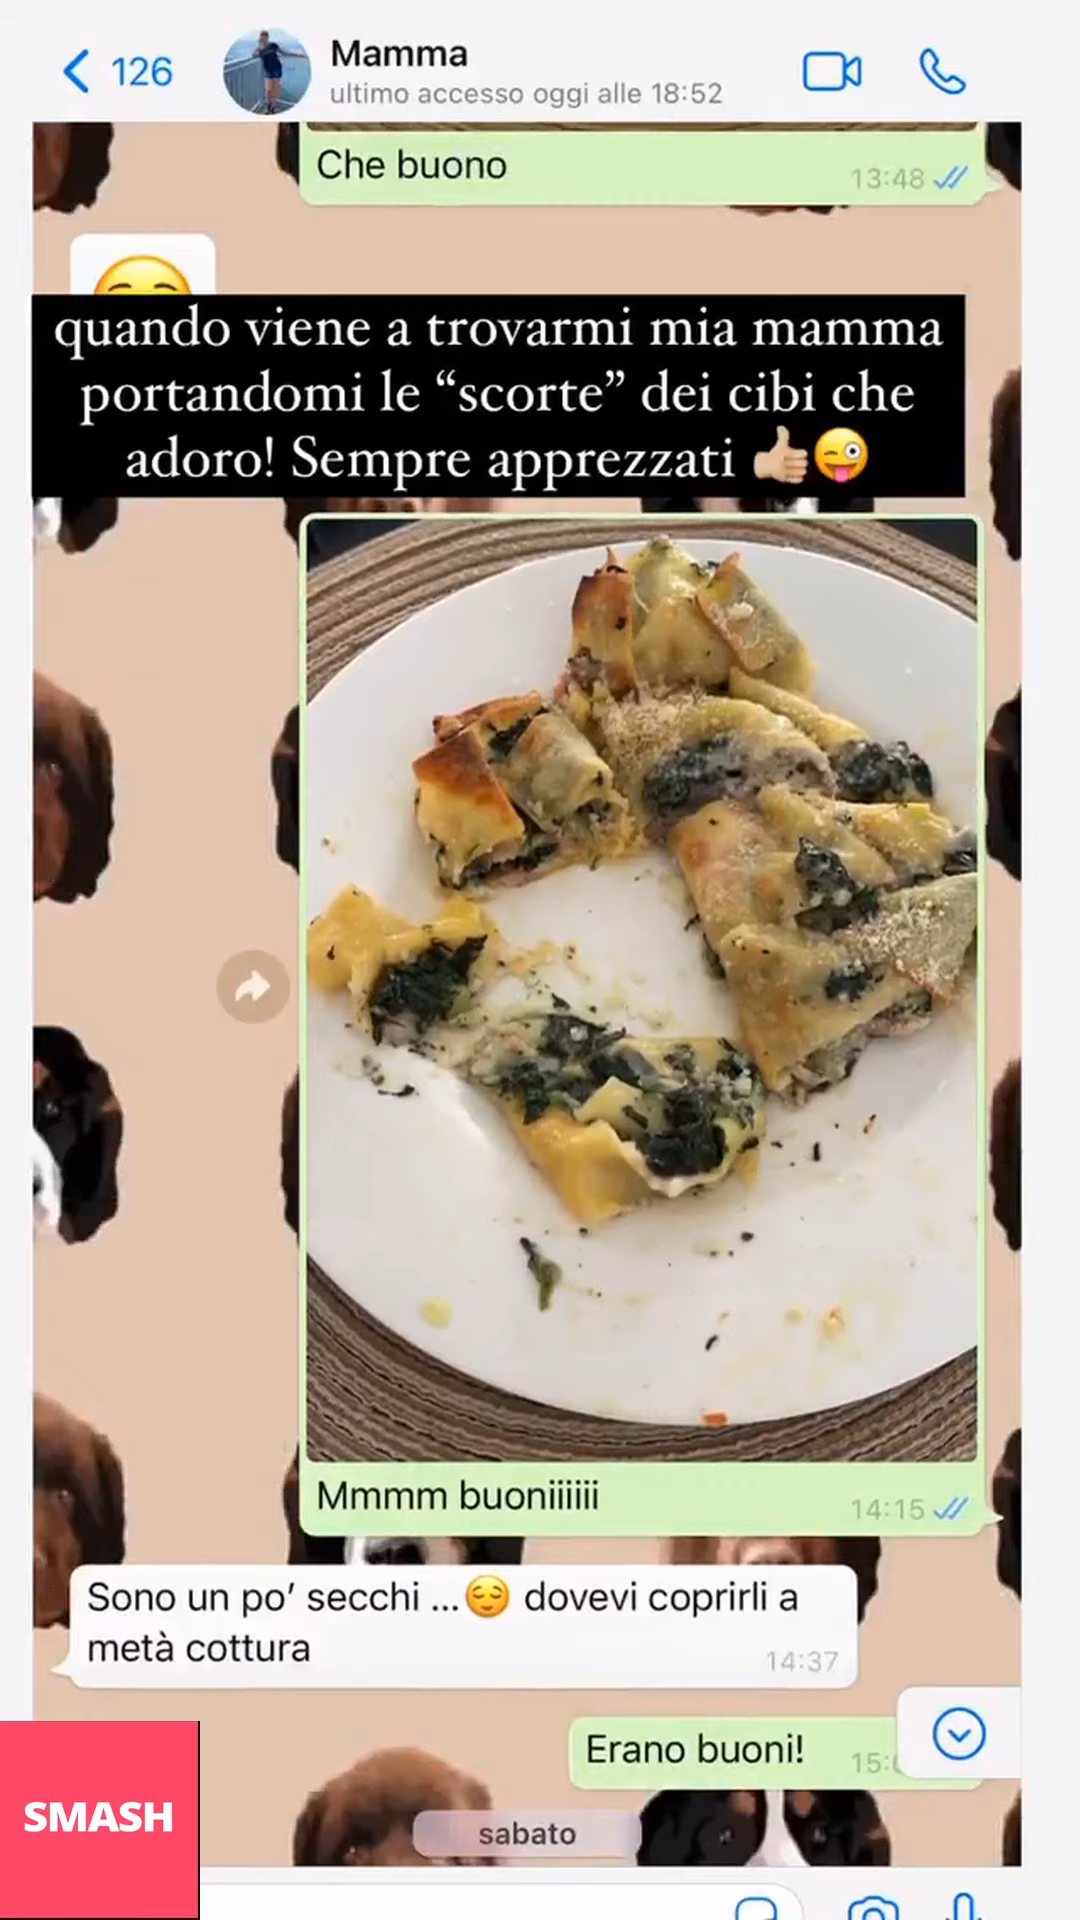 126
Mamma
ultimo accesso oggi alle 18:52
Che buono
13:48
quando viene a trovarmi mia mamma
portandomi le “scorte” dei cibi che
adoro! Sempre apprezzati 👍🏼😜
Mmmm buoniiiiii
14:15
Sono un po’ secchi ...😌 dovevi coprirli a
metà cottura
14:37
Erano buoni!
sabato
SMASH